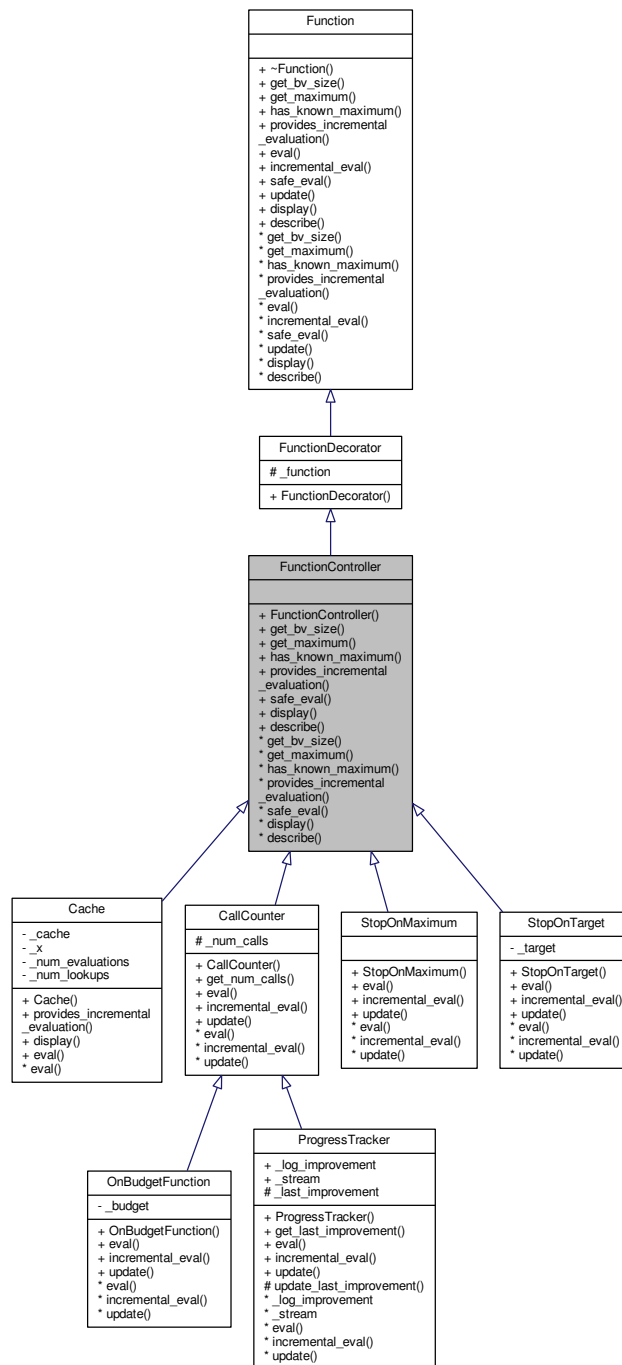 Function
+ ~Function()
+ get_bv_size()
+ get_maximum()
+ has_known_maximum()
+ provides_incremental
_evaluation()
+ eval()
+ incremental_eval()
+ safe_eval()
+ update()
+ display()
+ describe()
* get_bv_size()
* get_maximum()
* has_known_maximum()
* provides_incremental
_evaluation()
* eval()
* incremental_eval()
* safe_eval()
* update()
* display()
* describe()
FunctionDecorator
# _function
+ FunctionDecorator()
FunctionController
+ FunctionController()
+ get_bv_size()
+ get_maximum()
+ has_known_maximum()
+ provides_incremental
_evaluation()
+ safe_eval()
+ display()
+ describe()
* get_bv_size()
* get_maximum()
* has_known_maximum()
* provides_incremental
_evaluation()
* safe_eval()
* display()
* describe()
Cache
- _cache
- _x
- _num_evaluations
- _num_lookups
+ Cache()
+ provides_incremental
_evaluation()
+ display()
+ eval()
* eval()
CallCounter
# _num_calls
+ CallCounter()
+ get_num_calls()
+ eval()
+ incremental_eval()
+ update()
* eval()
* incremental_eval()
* update()
StopOnMaximum
+ StopOnMaximum()
+ eval()
+ incremental_eval()
+ update()
* eval()
* incremental_eval()
* update()
StopOnTarget
- _target
+ StopOnTarget()
+ eval()
+ incremental_eval()
+ update()
* eval()
* incremental_eval()
* update()
OnBudgetFunction
- _budget
+ OnBudgetFunction()
+ eval()
+ incremental_eval()
+ update()
* eval()
* incremental_eval()
* update()
ProgressTracker
+ _log_improvement
+ _stream
# _last_improvement
+ ProgressTracker()
+ get_last_improvement()
+ eval()
+ incremental_eval()
+ update()
# update_last_improvement()
* _log_improvement
* _stream
* eval()
* incremental_eval()
* update()